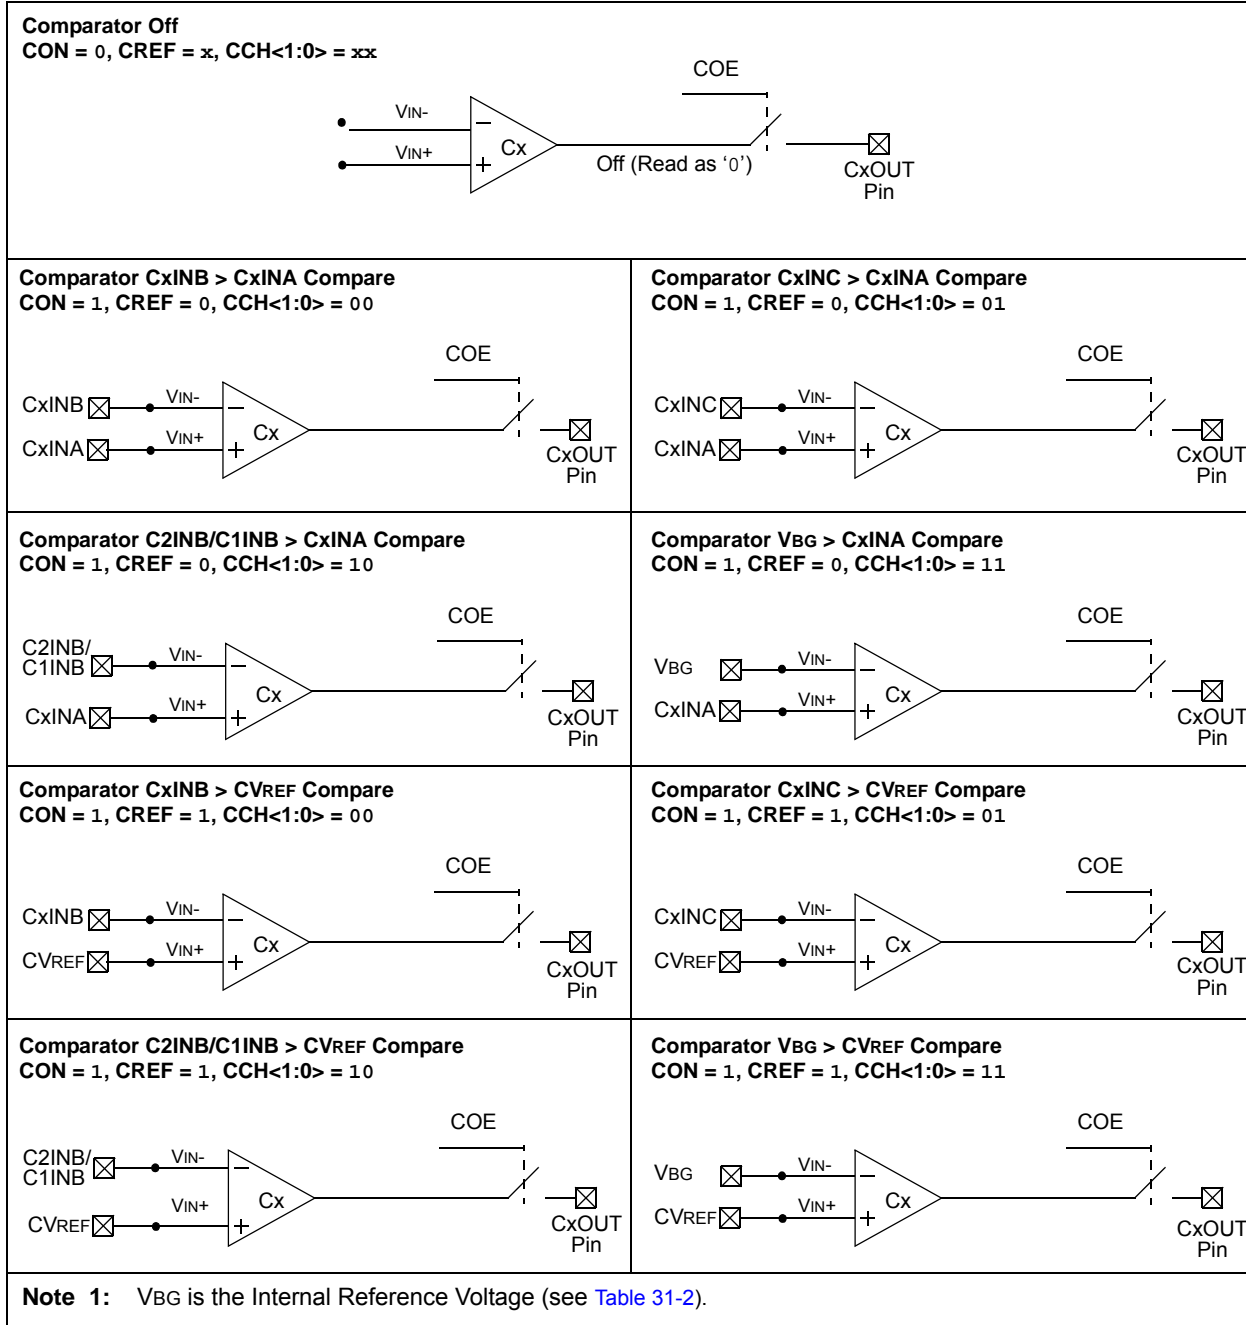 Comparator Off
CON = 0, CREF = x, CCH<1:0> = xx
COE
VIN-
VIN+
Cx
Off (Read as ‘0’)
CxOUT
Pin
Comparator CxINB > CxINA Compare
CON = 1, CREF = 0, CCH<1:0> = 00
COE
CxINB
VIN-
CxINA
VIN+
Cx
CxOUT
Pin
Comparator CxINC > CxINA Compare
CON = 1, CREF = 0, CCH<1:0> = 01
COE
CxINC
VIN-
CxINA
VIN+
Cx
CxOUT
Pin
Comparator C2INB/C1INB > CxINA Compare
CON = 1, CREF = 0, CCH<1:0> = 10
COE
C2INB/
C1INB
VIN-
CxINA
VIN+
Cx
CxOUT
Pin
Comparator VBG > CxINA Compare
CON = 1, CREF = 0, CCH<1:0> = 11
COE
VBG
VIN-
CxINA
VIN+
Cx
CxOUT
Pin
Comparator CxINB > CVREF Compare
CON = 1, CREF = 1, CCH<1:0> = 00
COE
CxINB
VIN-
CVREF
VIN+
Cx
CxOUT
Pin
Comparator CxINC > CVREF Compare
CON = 1, CREF = 1, CCH<1:0> = 01
COE
CxINC
VIN-
CVREF
VIN+
Cx
CxOUT
Pin
Comparator C2INB/C1INB > CVREF Compare
CON = 1, CREF = 1, CCH<1:0> = 10
COE
C2INB/
C1INB
VIN-
CVREF
VIN+
Cx
CxOUT
Pin
Comparator VBG > CVREF Compare
CON = 1, CREF = 1, CCH<1:0> = 11
COE
VBG
VIN-
CVREF
VIN+
Cx
CxOUT
Pin
Note 1: VBG is the Internal Reference Voltage (see Table 31-2).